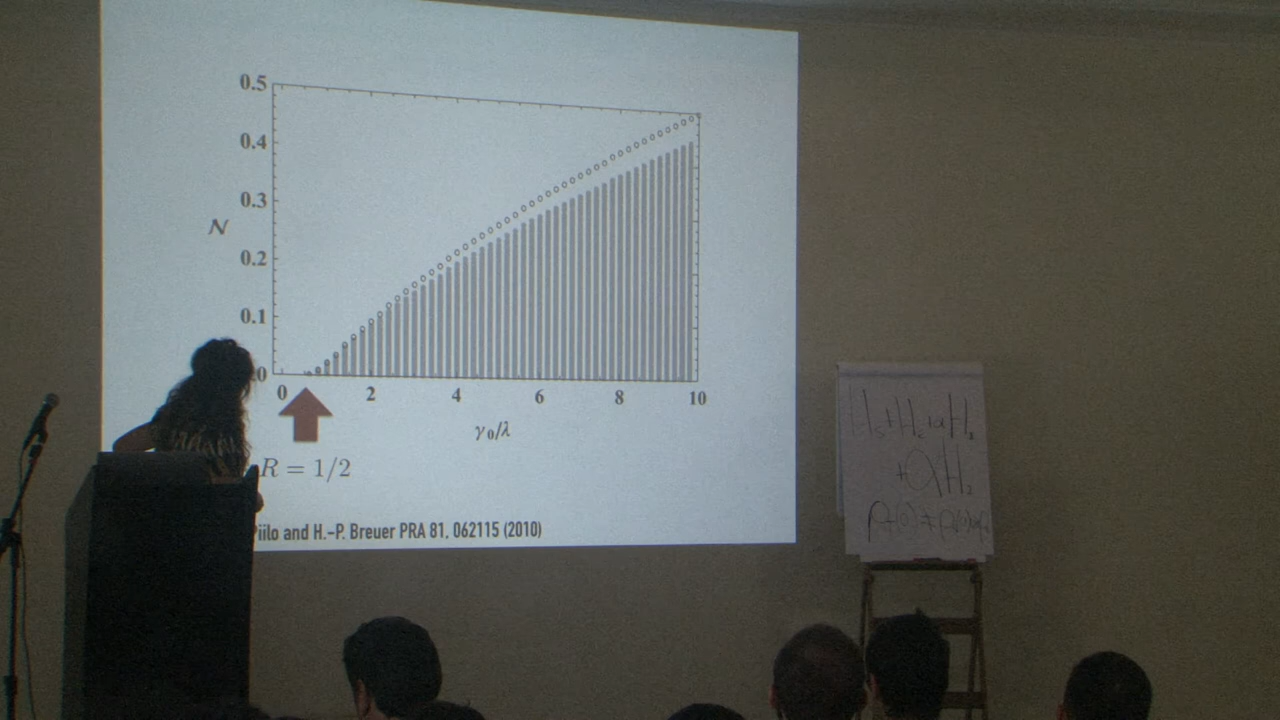 0.5
0.4
0.3
0.2
0.1
0
N
0 2 4 6 8 10
γ0/λ
R = 1/2
iilo and H.-P. Breuer PRA 81, 062115 (2010)